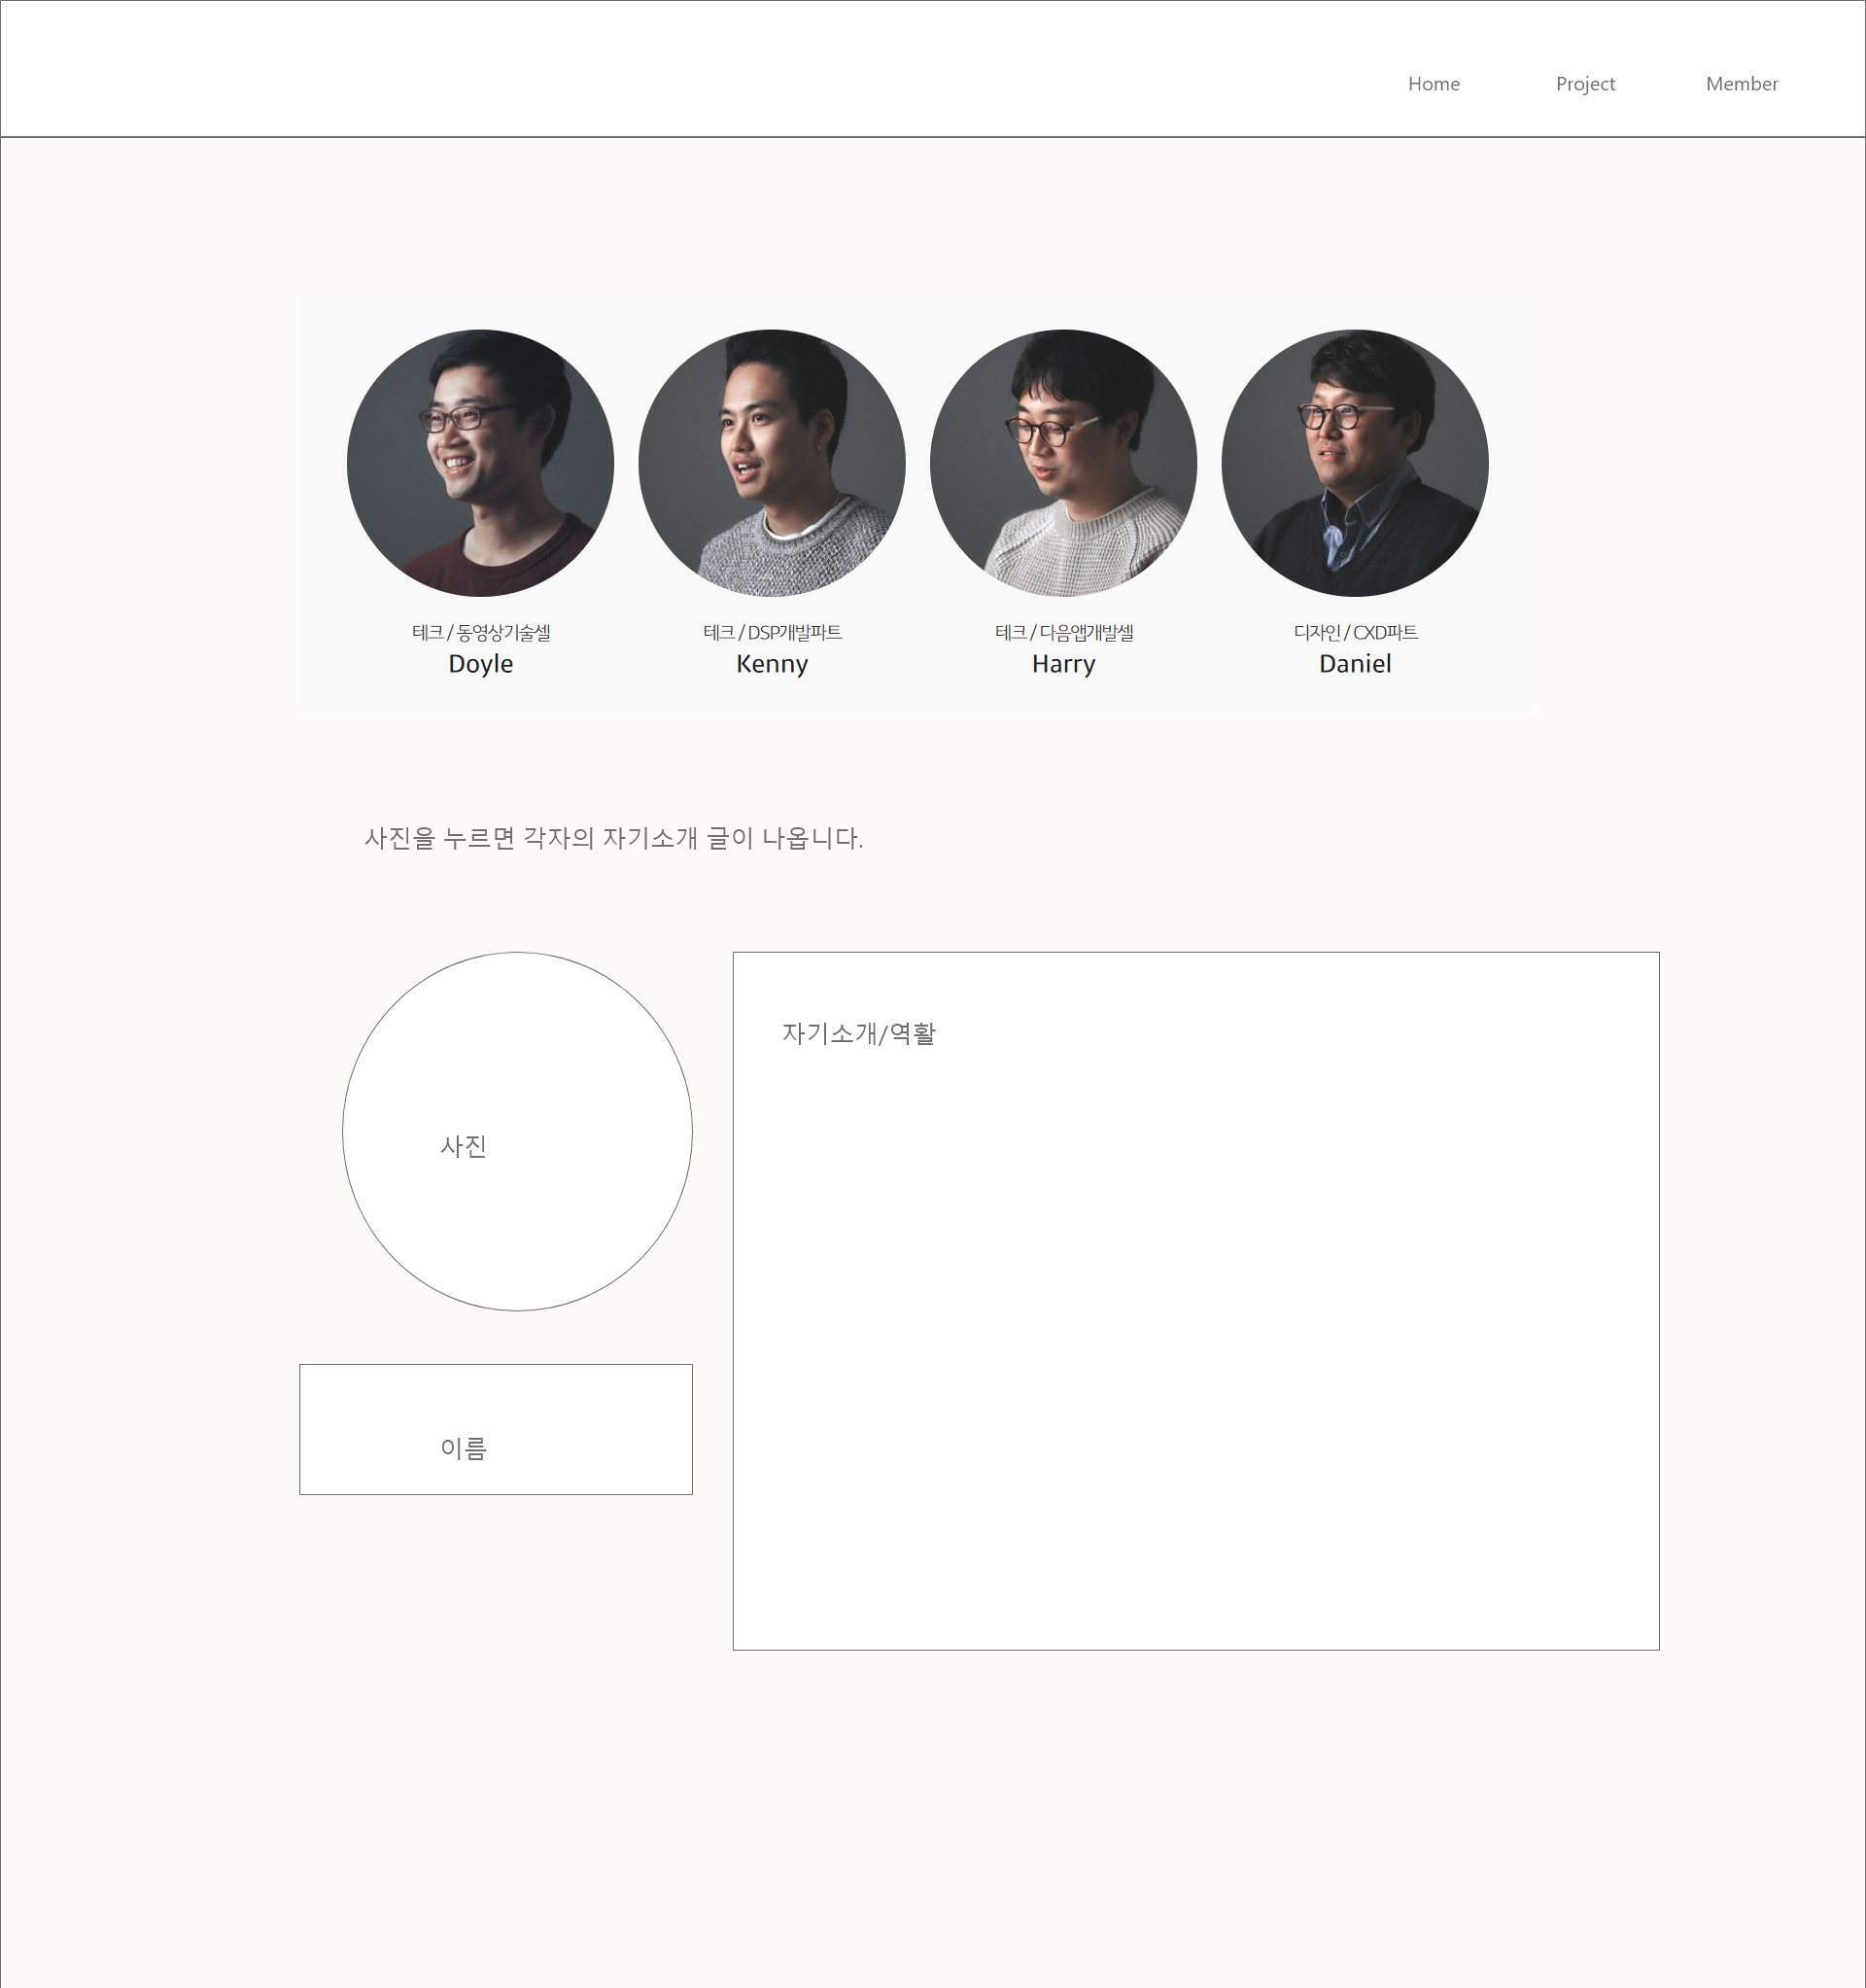 Home Project Member
테크 / 동영상기술셀
Doyle
테크 / DSP개발파트
Kenny
테크 / 다음앱개발셀
Harry
디자인 / CXD파트
Daniel
사진을 누르면 각자의 자기소개 글이 나옵니다.
사진
이름
자기소개/역활